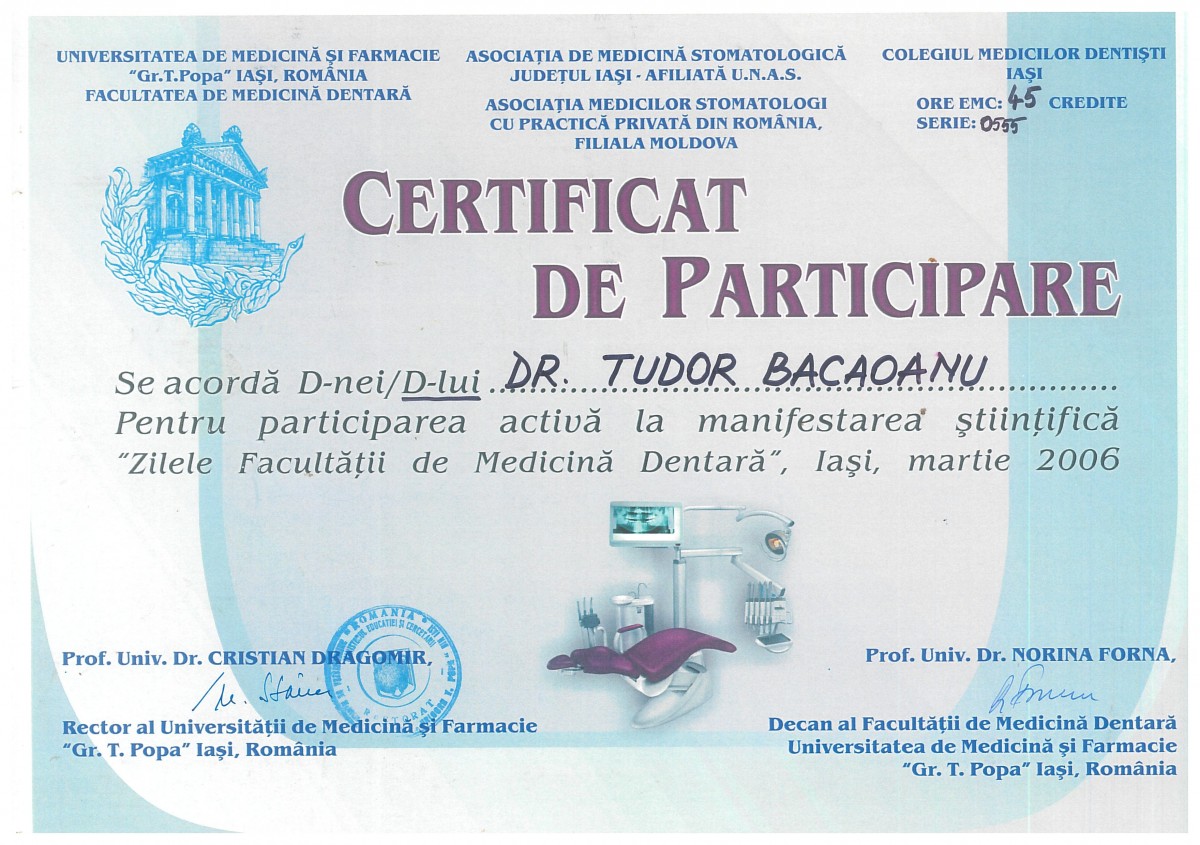 UNIVERSITATEA DE MEDICINĂ ŞI FARMACIE
“Gr.T.Popa” IAŞI, ROMÂNIA
FACULTATEA DE MEDICINĂ DENTARĂ
ASOCIAŢIA DE MEDICINĂ STOMATOLOGICĂ
JUDEŢUL IAŞI - AFILIATĂ U.N.A.S.
ASOCIAŢIA MEDICILOR STOMATOLOGI
CU PRACTICĂ PRIVATĂ DIN ROMÂNIA,
FILIALA MOLDOVA
COLEGIUL MEDICILOR DENTIŞTI
IAŞI
ORE EMC: 45 CREDITE
SERIE: 0555
CERTIFICAT
DE PARTICIPARE
Se acordă D-nei/D-lui ... DR. TUDOR BACAOANU ...
Pentru participarea activă la manifestarea ştiinţifică
“Zilele Facultăţii de Medicină Dentară”, Iaşi, martie 2006
ROMANIA
MINISTERUL EDUCATIEI ŞI CERCETĂRII
RECTORAT
Prof. Univ. Dr. CRISTIAN DRAGOMIR,
Rector al Universităţii de Medicină şi Farmacie
“Gr. T. Popa” Iaşi, România
Prof. Univ. Dr. NORINA FORNA,
Decan al Facultăţii de Medicină Dentară
Universitatea de Medicină şi Farmacie
“Gr. T. Popa” Iaşi, România